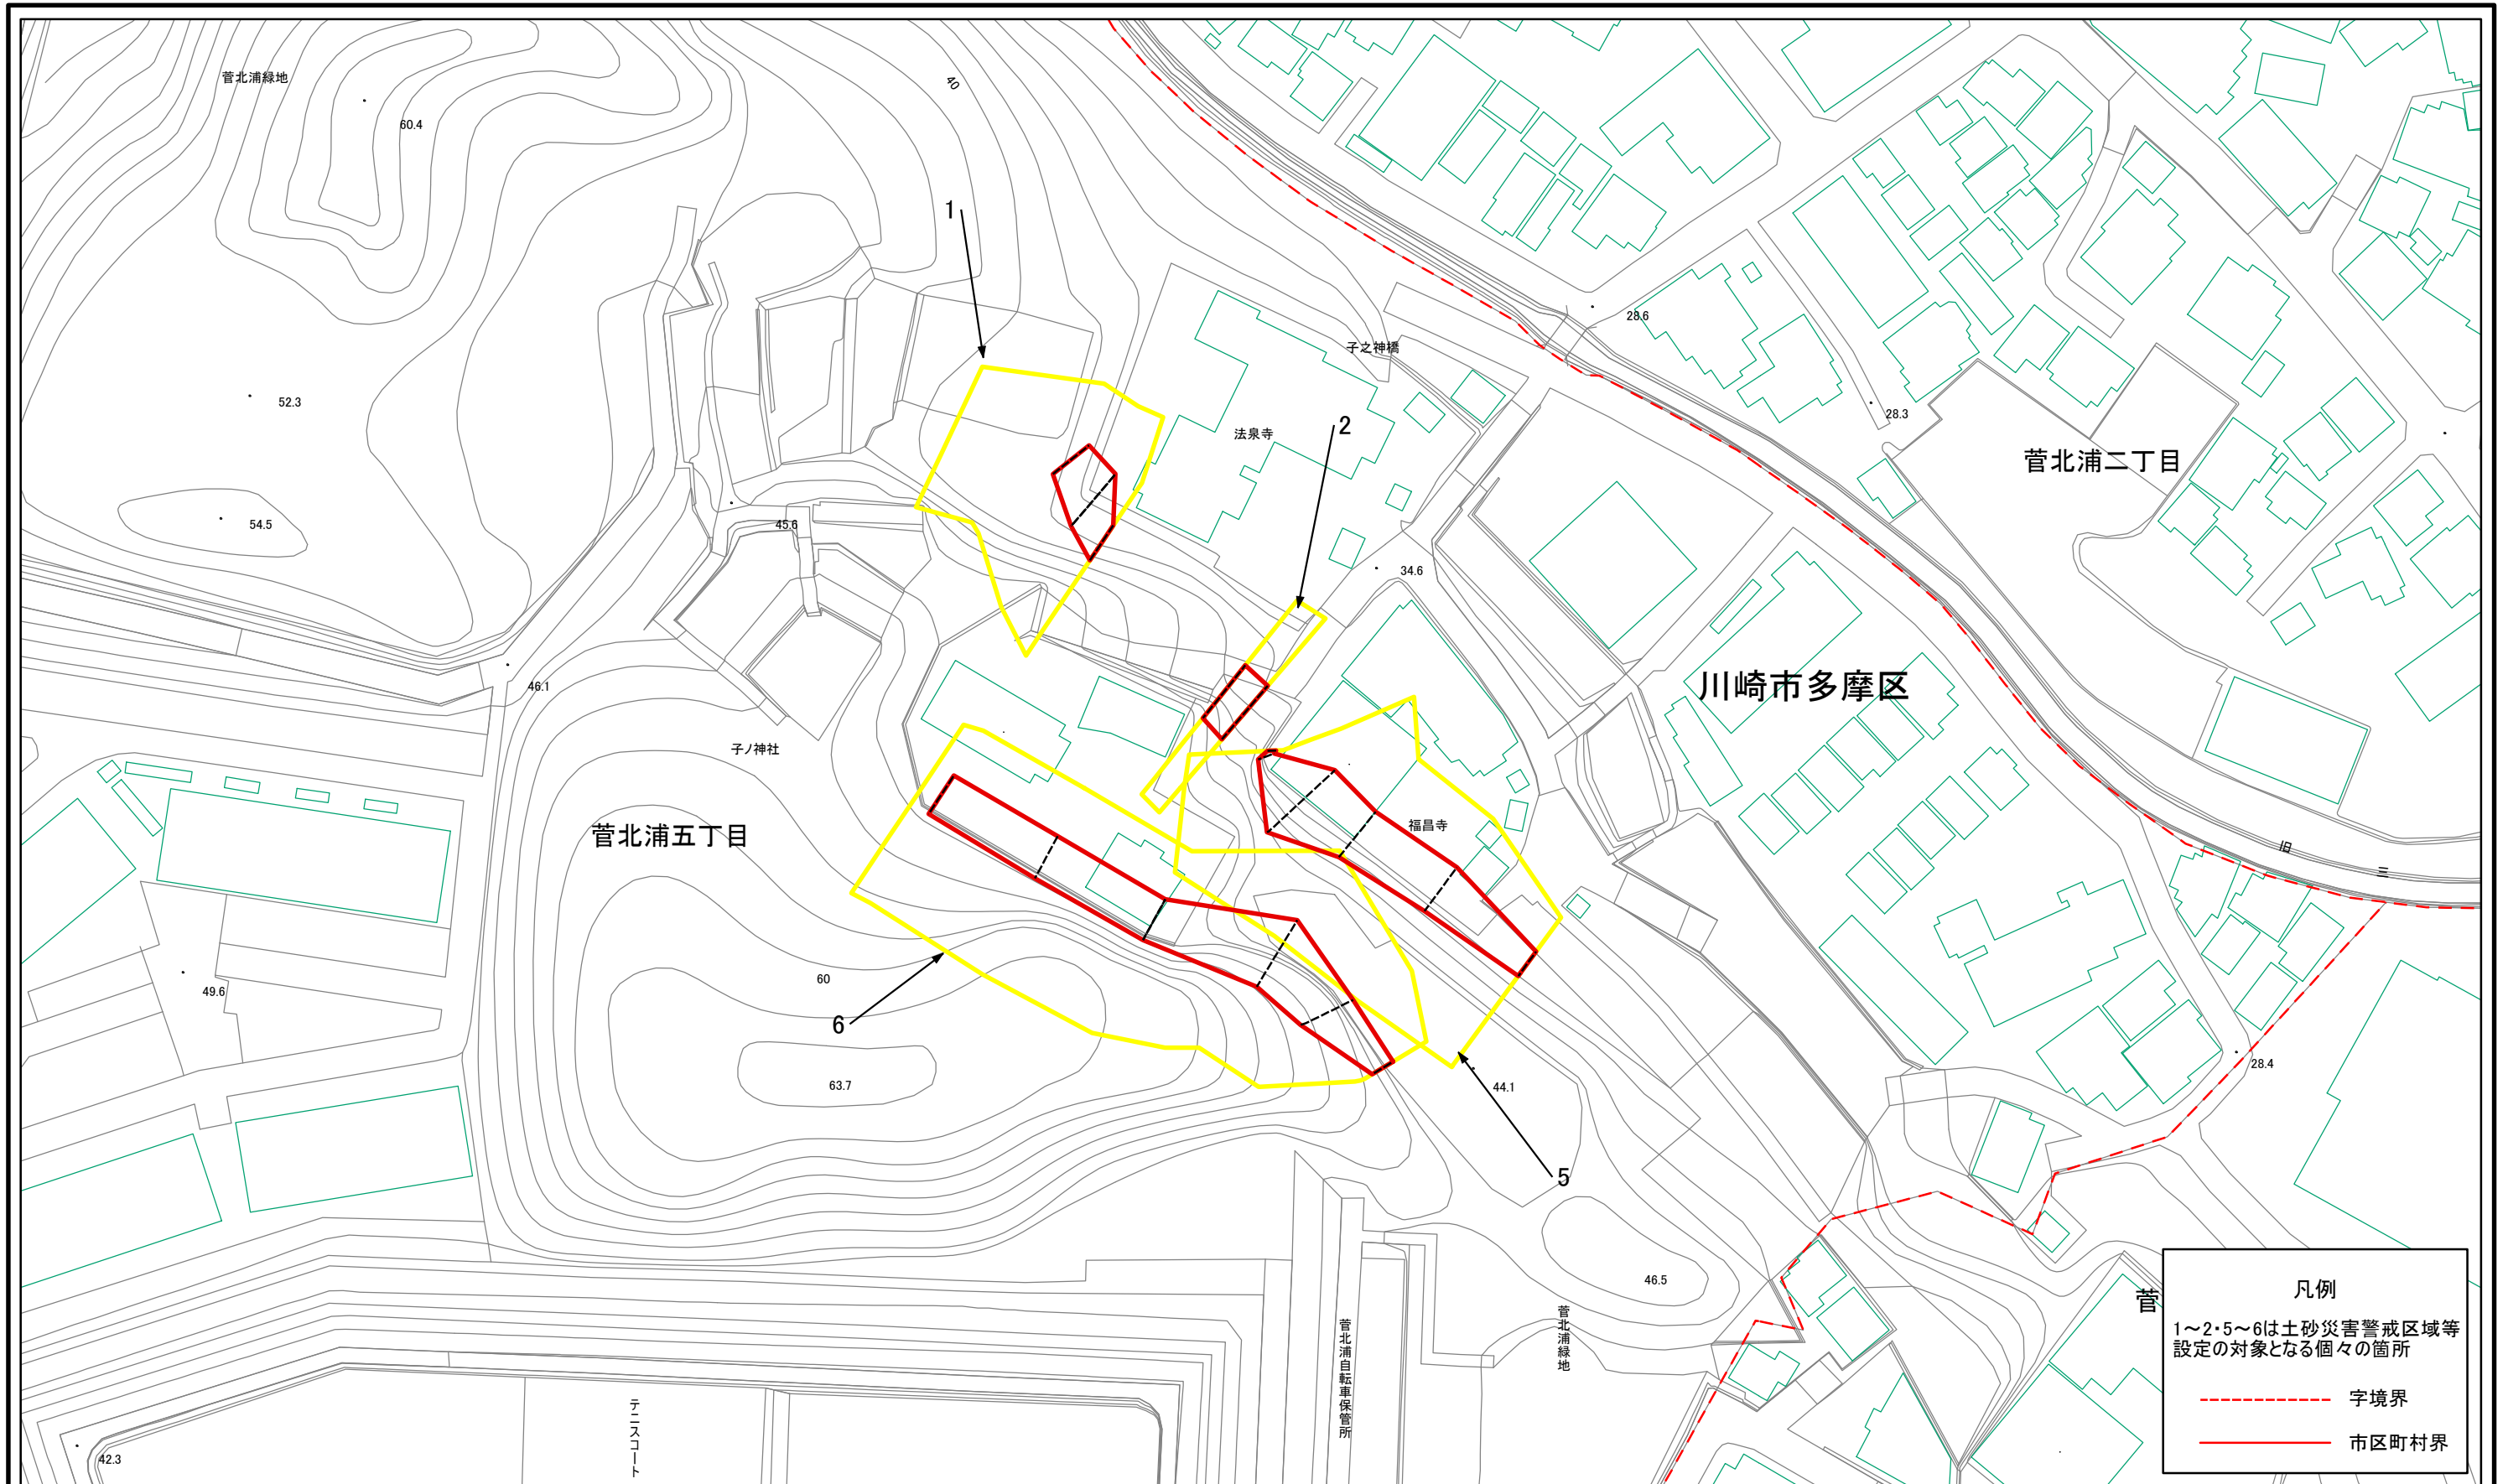 菅北浦緑地
60.4
40
1
28.6
子之神橋
52.3
28.3
法泉寺
2
菅北浦二丁目
54.5
45.6
34.6
46.1
川崎市多摩区
子ノ神社
菅北浦五丁目
福昌寺
旧
三
60
49.6
6
63.7
44.1
28.4
5
46.5
菅
菅北浦緑地
菅北浦自転車保管所
テニスコート
42.3
凡例
1～2・5～6は土砂災害警戒区域等
設定の対象となる個々の箇所
字境界
市区町村界